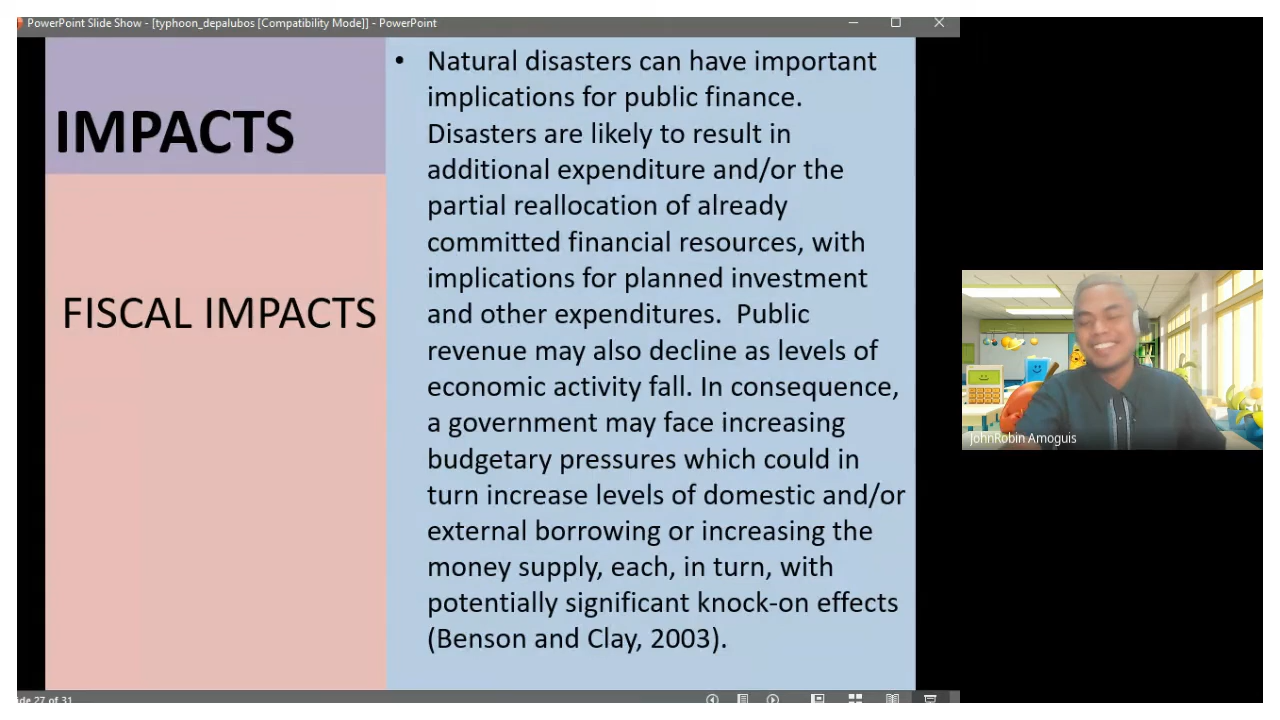 PowerPoint Slide Show - [typhoon_depalubos [Compatibility Mode]] - PowerPoint
IMPACTS
FISCAL IMPACTS
• Natural disasters can have important
implications for public finance.
Disasters are likely to result in
additional expenditure and/or the
partial reallocation of already
committed financial resources, with
implications for planned investment
and other expenditures.  Public
revenue may also decline as levels of
economic activity fall. In consequence,
a government may face increasing
budgetary pressures which could in
turn increase levels of domestic and/or
external borrowing or increasing the
money supply, each, in turn, with
potentially significant knock-on effects
(Benson and Clay, 2003).
JohnRobin Amoguis
ide 27 of 31